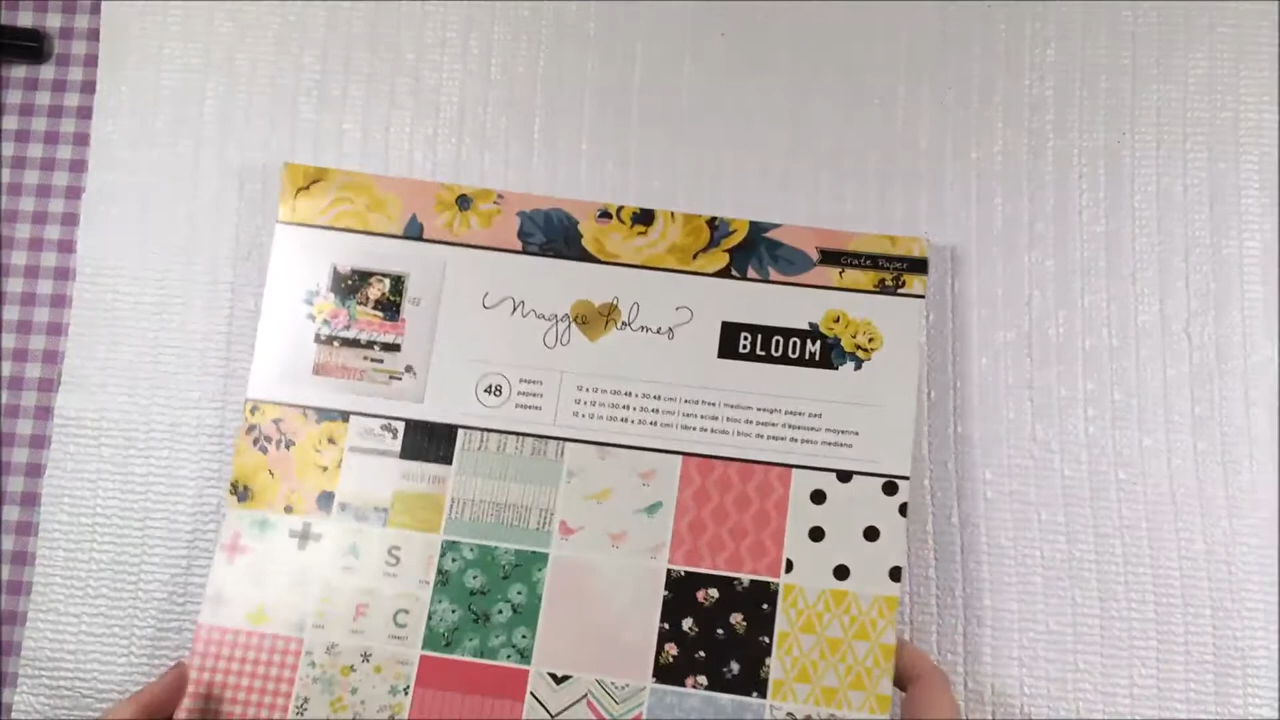 Crate Paper
Maggie Holmes
BLOOM
48
papers
papiers
papeles
12 x 12 in (30.48 x 30.48 cm) | acid free | medium weight paper pad
12 x 12 in (30.48 x 30.48 cm) | sans acide | bloc de papier d'épaisseur moyenne
12 x 12 in (30.48 x 30.48 cm) | libre de ácido | bloc de papel de peso mediano
HELLO LOVE
A S
F C